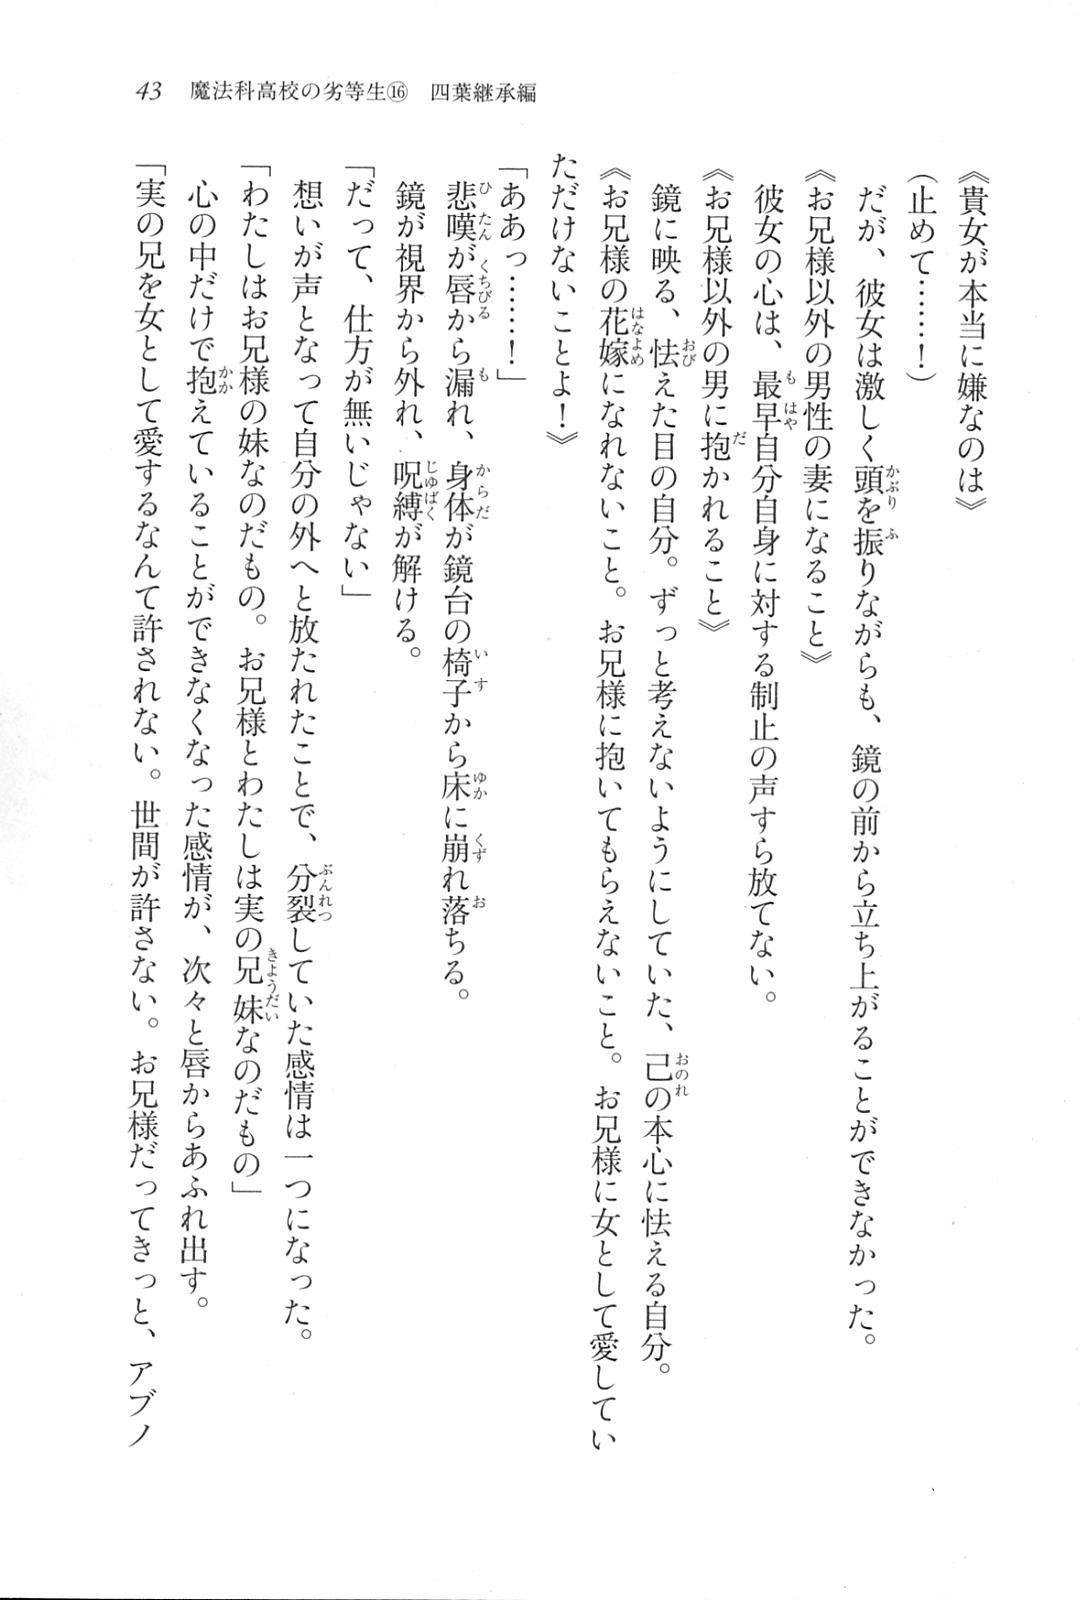 43 魔法科高校の劣等生⑯ 四葉継承編
《貴女が本当に嫌なのは》
（止めて……！）
だが、彼女は激しく頭を振りながらも、鏡の前から立ち上がることができなかった。
《お兄様以外の男性の妻になること》
彼女の心は、最早自分自身に対する制止の声すら放てない。
《お兄様以外の男に抱かれること》
鏡に映る、怯えた目の自分。ずっと考えないようにしていた、己の本心に怯える自分。
《お兄様の花嫁になれないこと。お兄様に抱いてもらえないこと。お兄様に女として愛してい
ただけないことよ！》
「ああっ……！」
悲嘆が唇から漏れ、身体が鏡台の椅子から床に崩れ落ちる。
鏡が視界から外れ、呪縛が解ける。
「だって、仕方が無いじゃない」
想いが声となって自分の外へと放たれたことで、分裂していた感情は一つになった。
「わたしはお兄様の妹なのだもの。お兄様とわたしは実の兄妹なのだもの」
心の中だけで抱えていることができなくなった感情が、次々と唇からあふれ出す。
「実の兄を女として愛するなんて許されない。世間が許さない。お兄様だってきっと、アブノ